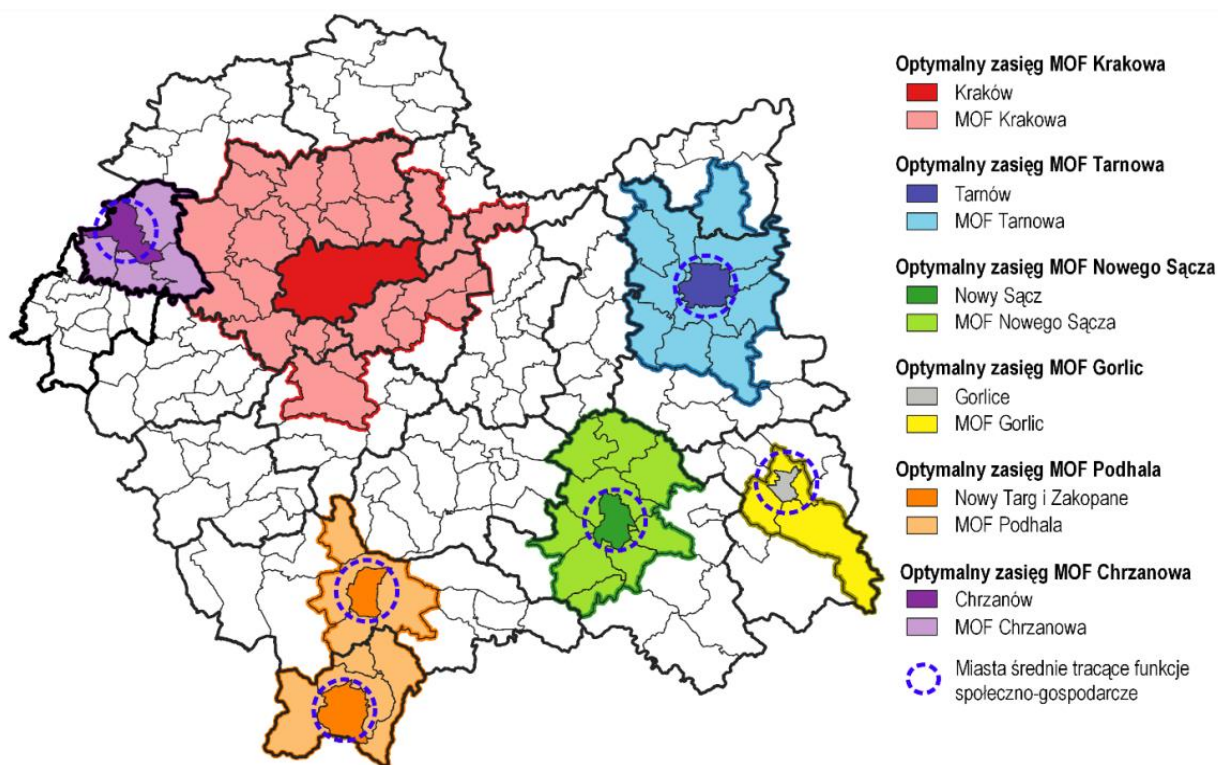 Optymalny zasięg MOF Krakowa
Kraków
MOF Krakowa
Optymalny zasięg MOF Tarnowa
Tarnów
MOF Tarnowa
Optymalny zasięg MOF Nowego Sącza
Nowy Sącz
MOF Nowego Sącza
Optymalny zasięg MOF Gorlic
Gorlice
MOF Gorlic
Optymalny zasięg MOF Podhala
Nowy Targ i Zakopane
MOF Podhala
Optymalny zasięg MOF Chrzanowa
Chrzanów
MOF Chrzanowa
Miasta średnie tracące funkcje
społeczno-gospodarcze